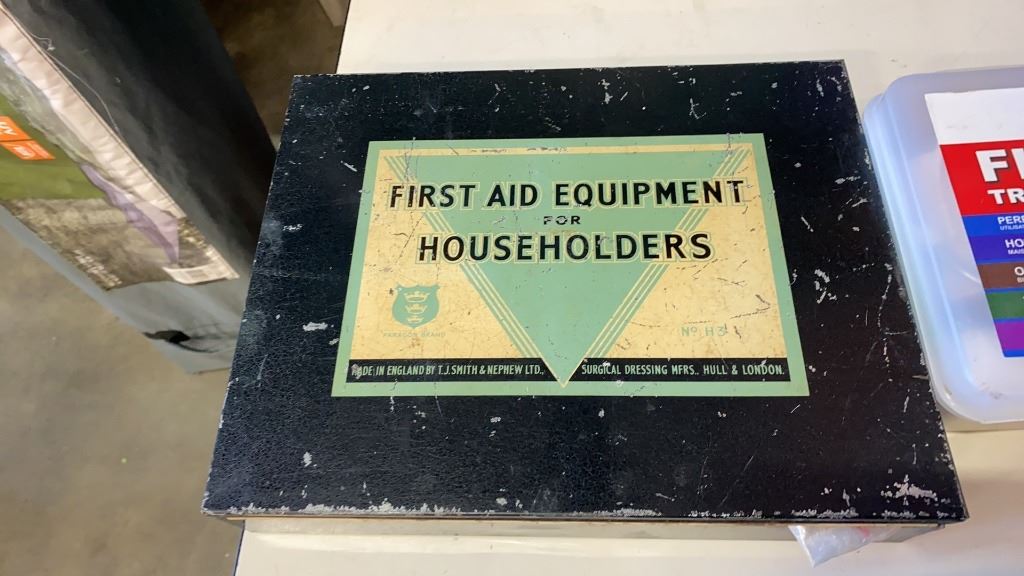 FIRST AID EQUIPMENT
FOR
HOUSEHOLDERS
PARAGON BRAND
Nº H3
MADE IN ENGLAND BY T.J. SMITH & NEPHEW LTD., SURGICAL DRESSING MFRS., HULL & LONDON.